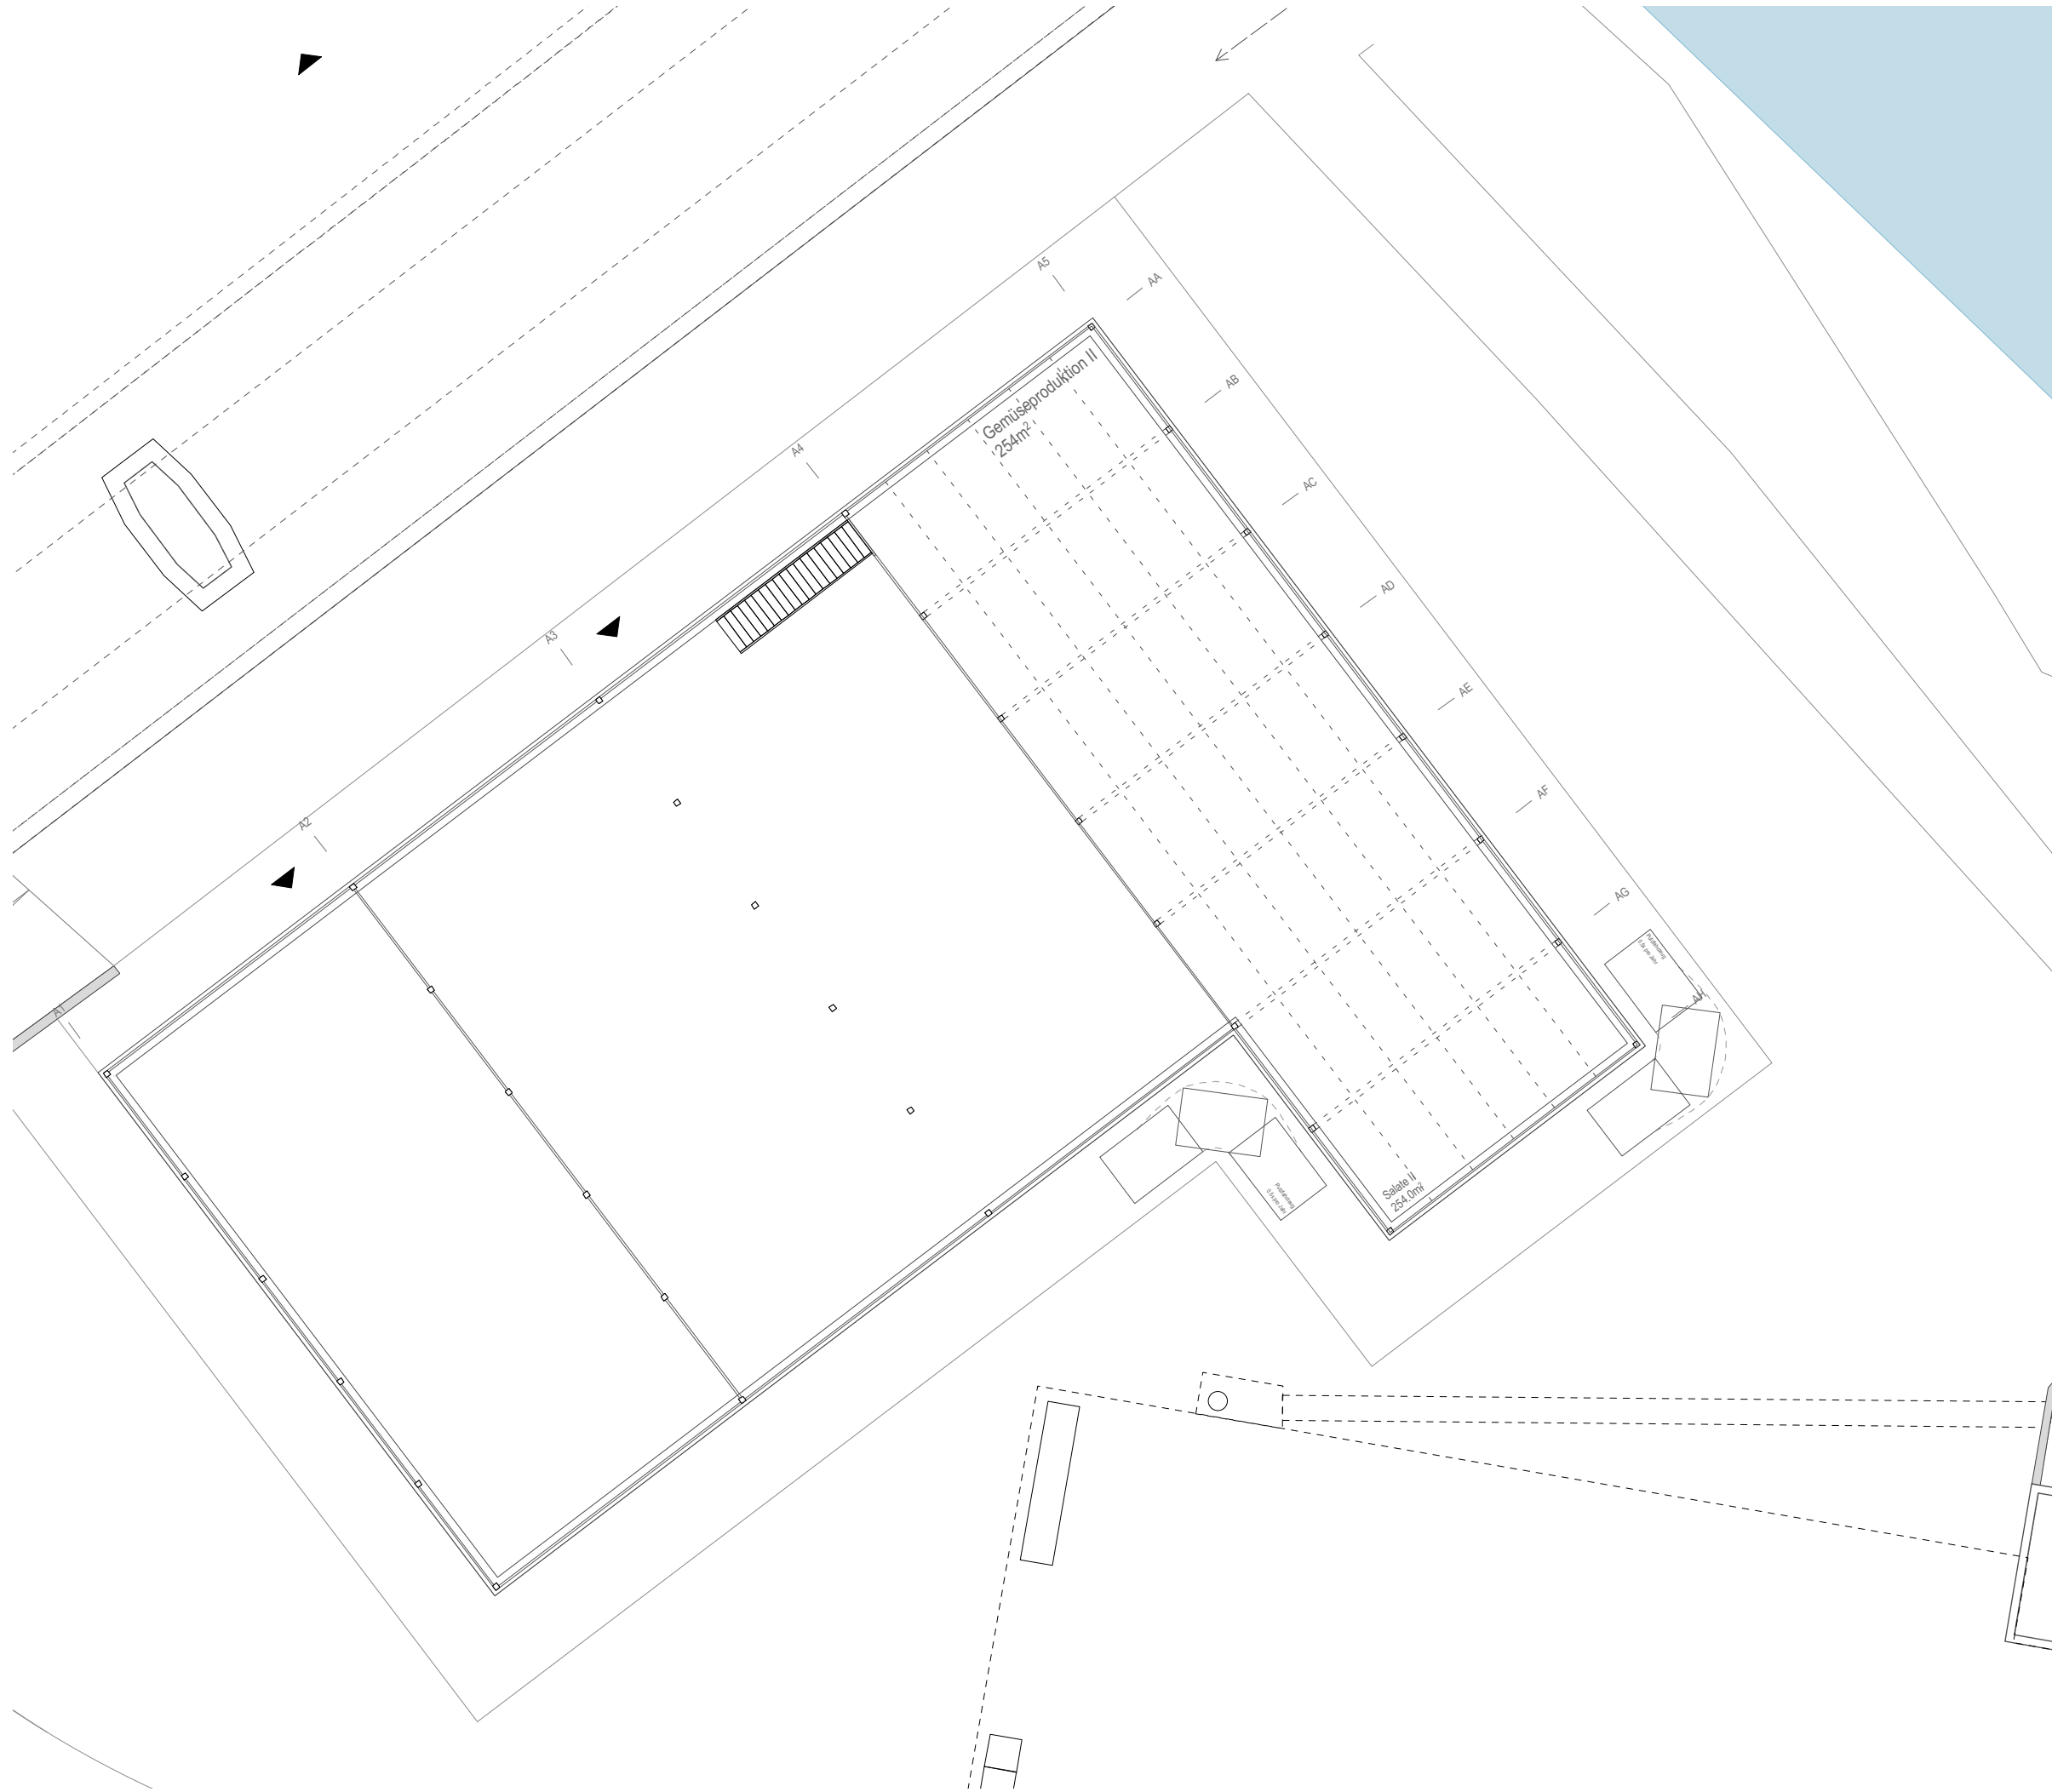 A5
AA
AB
A4
Gemüseproduktion II
254m²
AC
AD
A3
AE
AF
A2
AG
A1
AH
Salate II
254,0m²